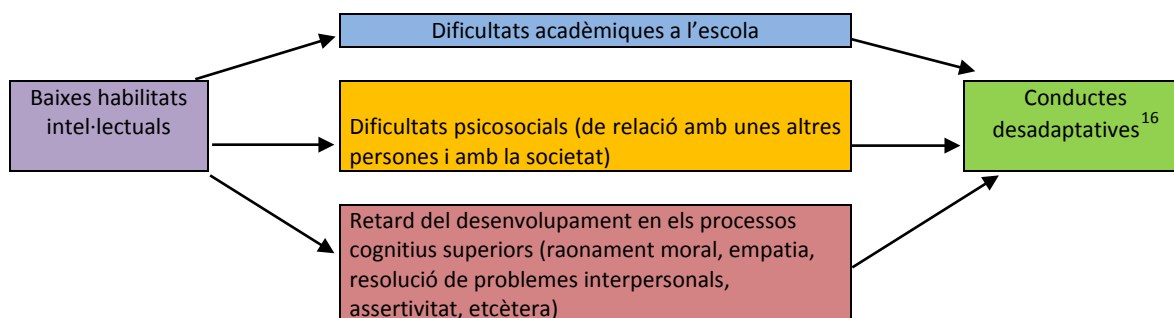 Dificultats acadèmiques a l’escola
Baixes habilitats
intel·lectuals
Dificultats psicosocials (de relació amb unes altres
persones i amb la societat)
Conductes
desadaptatives16
Retard del desenvolupament en els processos
cognitius superiors (raonament moral, empatia,
resolució de problemes interpersonals,
assertivitat, etcètera)